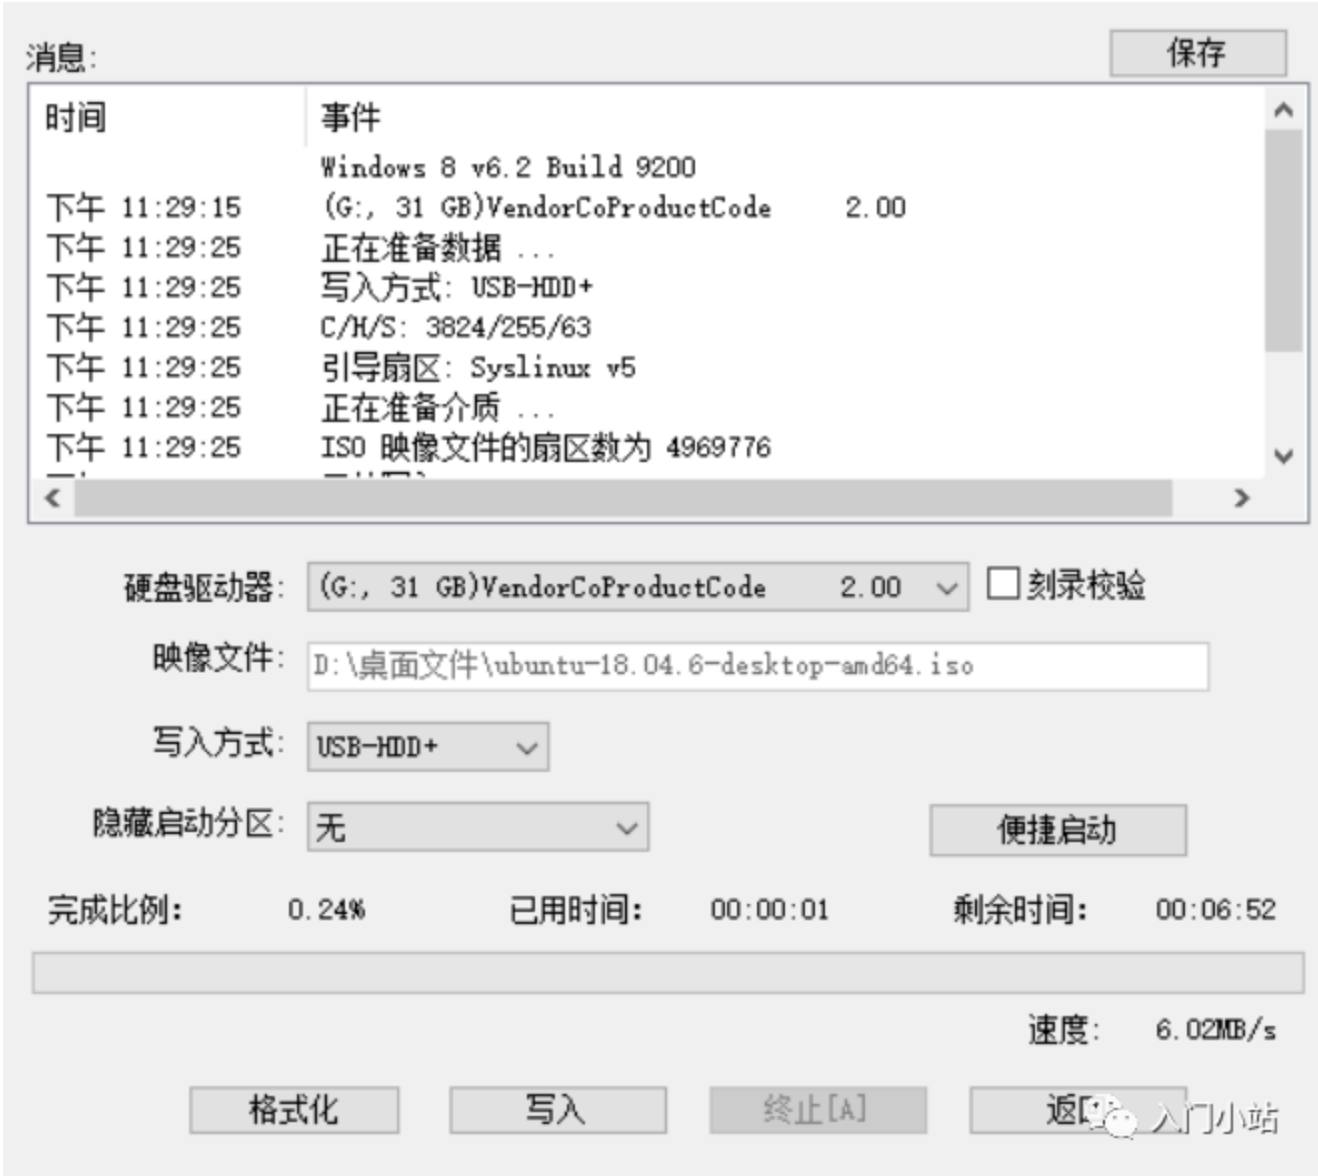 消息:
保存
时间 事件
Windows 8 v6.2 Build 9200
下午 11:29:15 (G:, 31 GB)VendorCoProductCode 2.00
下午 11:29:25 正在准备数据 ...
下午 11:29:25 写入方式: USB-HDD+
下午 11:29:25 C/H/S: 3824/255/63
下午 11:29:25 引导扇区: Syslinux v5
下午 11:29:25 正在准备介质 ...
下午 11:29:25 ISO 映像文件的扇区数为 4969776
硬盘驱动器: (G:, 31 GB)VendorCoProductCode 2.00 刻录校验
映像文件: D:\桌面文件\ubuntu-18.04.6-desktop-amd64.iso
写入方式: USB-HDD+
隐藏启动分区: 无 便捷启动
完成比例: 0.24% 已用时间: 00:00:01 剩余时间: 00:06:52
速度: 6.02MB/s
格式化 写入 终止[A] 返 入门小站